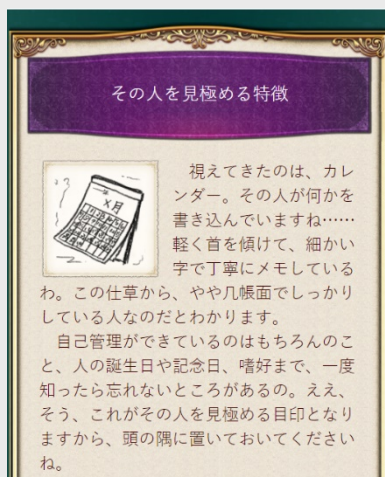 その人を見極める特徴
X月
視えてきたのは、カレ
ンダー。その人が何かを
書き込んでいますね……
軽く首を傾けて、細かい
字で丁寧にメモしている
わ。この仕草から、やや几帳面でしっかり
している人なのだとわかります。
自己管理ができているのはもちろんのこ
と、人の誕生日や記念日、嗜好まで、一度
知ったら忘れないところがあるの。ええ、
そう、これがその人を見極める目印となり
ますから、頭の隅に置いておいてください
ね。